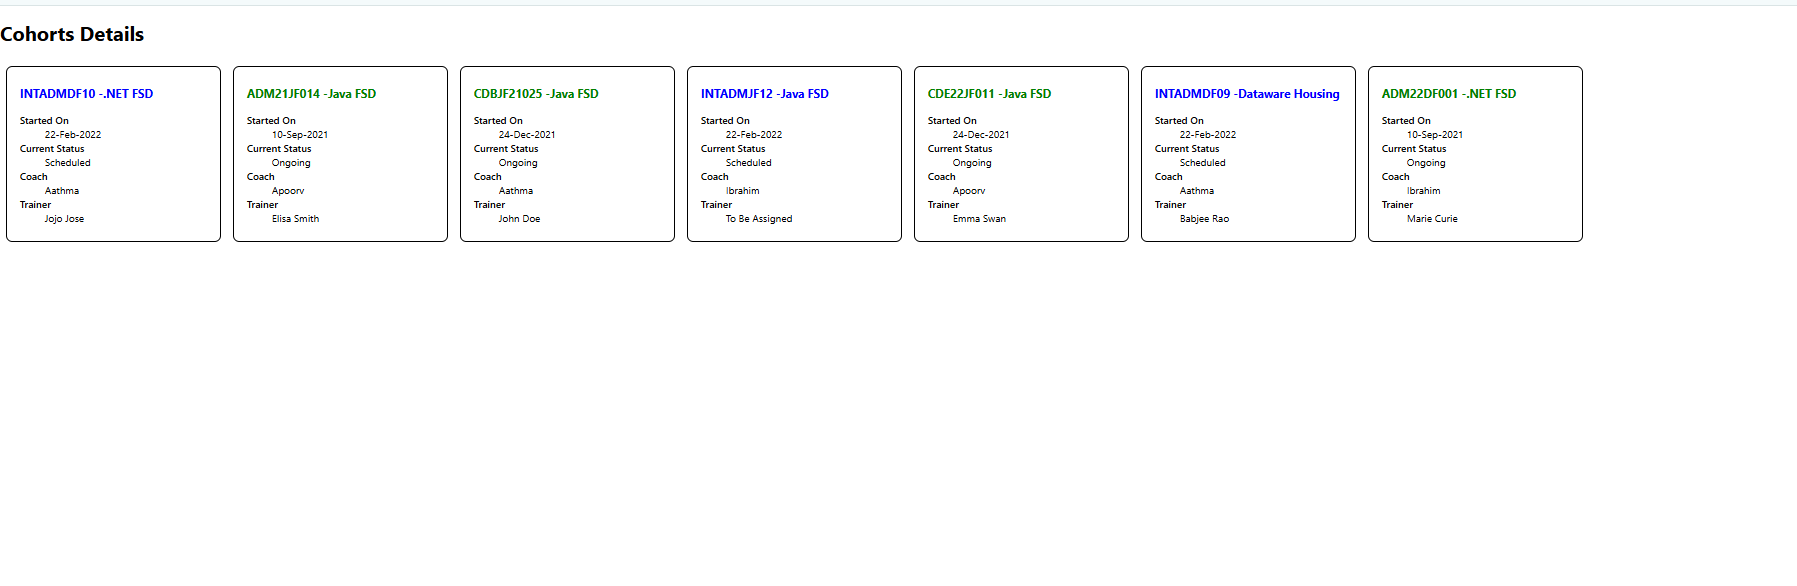 Cohorts Details
INTADMDF10 -.NET FSD
Started On
22-Feb-2022
Current Status
Scheduled
Coach
Aathma
Trainer
Jojo Jose
ADM21JF014 -Java FSD
Started On
10-Sep-2021
Current Status
Ongoing
Coach
Apoorv
Trainer
Elisa Smith
CDBJF21025 -Java FSD
Started On
24-Dec-2021
Current Status
Ongoing
Coach
Aathma
Trainer
John Doe
INTADMJF12 -Java FSD
Started On
22-Feb-2022
Current Status
Scheduled
Coach
Ibrahim
Trainer
To Be Assigned
CDE22JF011 -Java FSD
Started On
24-Dec-2021
Current Status
Ongoing
Coach
Apoorv
Trainer
Emma Swan
INTADMDF09 -Dataware Housing
Started On
22-Feb-2022
Current Status
Scheduled
Coach
Aathma
Trainer
Babjee Rao
ADM22DF001 -.NET FSD
Started On
10-Sep-2021
Current Status
Ongoing
Coach
Ibrahim
Trainer
Marie Curie